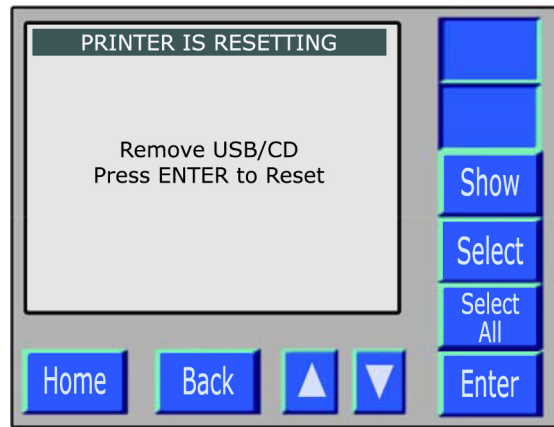 PRINTER IS RESETTING
Remove USB/CD
Press ENTER to Reset
Show
Select
Select
All
Home
Back
Enter